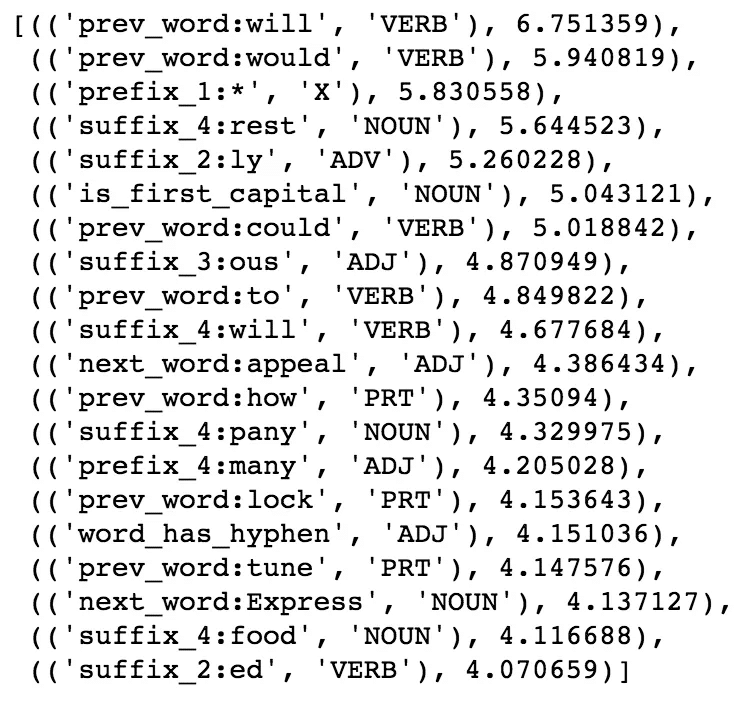 [(('prev_word:will', 'VERB'), 6.751359),
(('prev_word:would', 'VERB'), 5.940819),
(('prefix_1:*', 'X'), 5.830558),
(('suffix_4:rest', 'NOUN'), 5.644523),
(('suffix_2:ly', 'ADV'), 5.260228),
(('is_first_capital', 'NOUN'), 5.043121),
(('prev_word:could', 'VERB'), 5.018842),
(('suffix_3:ous', 'ADJ'), 4.870949),
(('prev_word:to', 'VERB'), 4.849822),
(('suffix_4:will', 'VERB'), 4.677684),
(('next_word:appeal', 'ADJ'), 4.386434),
(('prev_word:how', 'PRT'), 4.35094),
(('suffix_4:pany', 'NOUN'), 4.329975),
(('prefix_4:many', 'ADJ'), 4.205028),
(('prev_word:lock', 'PRT'), 4.153643),
(('word_has_hyphen', 'ADJ'), 4.151036),
(('prev_word:tune', 'PRT'), 4.147576),
(('next_word:Express', 'NOUN'), 4.137127),
(('suffix_4:food', 'NOUN'), 4.116688),
(('suffix_2:ed', 'VERB'), 4.070659)]